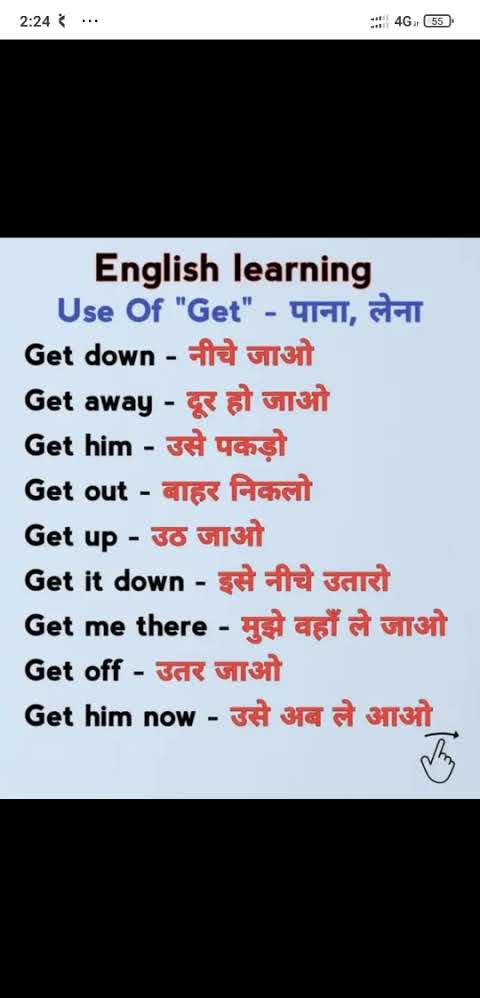 2:24
4G
55
English learning
Use Of "Get" - पाना, लेना
Get down - नीचे जाओ
Get away - दूर हो जाओ
Get him - उसे पकड़ो
Get out - बाहर निकलो
Get up - उठ जाओ
Get it down - इसे नीचे उतारो
Get me there - मुझे वहाँ ले जाओ
Get off - उतर जाओ
Get him now - उसे अब ले आओ